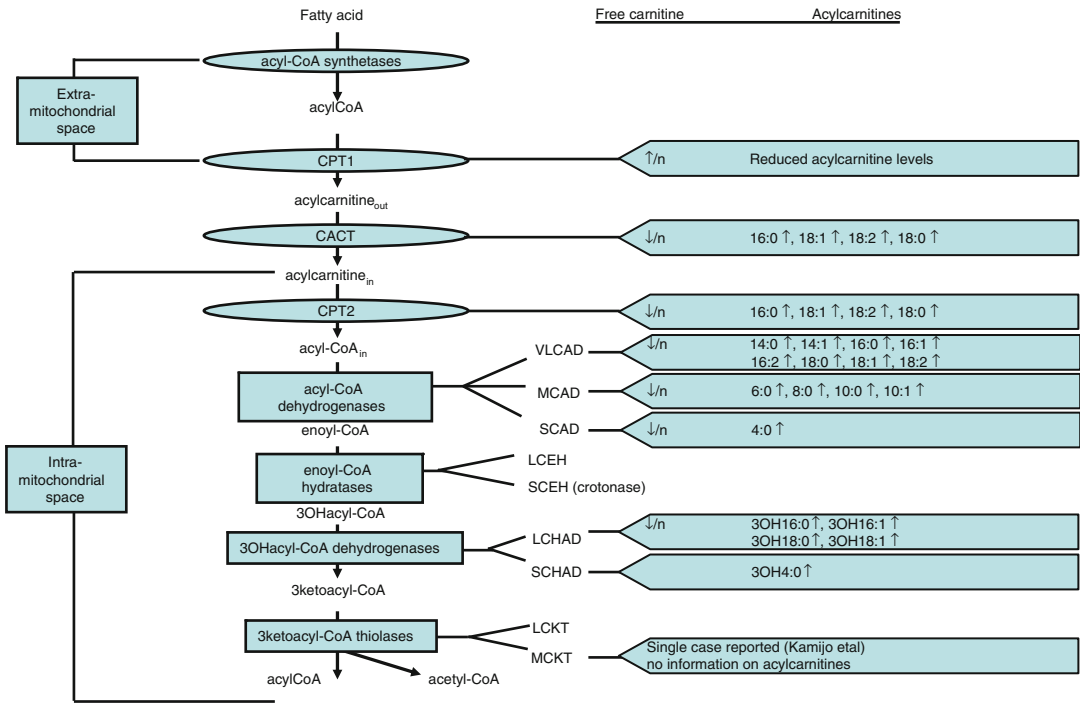 Fatty acid
Free carnitine Acylcarnitines
acyl-CoA synthetases
Extra-
mitochondrial
space
acylCoA
CPT1
↑/n Reduced acylcarnitine levels
acylcarnitineout
CACT
↓/n 16:0 ↑, 18:1 ↑, 18:2 ↑, 18:0 ↑
acylcarnitinein
CPT2
↓/n 16:0 ↑, 18:1 ↑, 18:2 ↑, 18:0 ↑
acyl-CoAin
VLCAD
↓/n 14:0 ↑, 14:1 ↑, 16:0 ↑, 16:1 ↑
16:2 ↑, 18:0 ↑, 18:1 ↑, 18:2 ↑
acyl-CoA
dehydrogenases
MCAD
↓/n 6:0 ↑, 8:0 ↑, 10:0 ↑, 10:1 ↑
SCAD
↓/n 4:0 ↑
enoyl-CoA
Intra-
mitochondrial
space
enoyl-CoA
hydratases
LCEH
SCEH (crotonase)
3OHacyl-CoA
3OHacyl-CoA dehydrogenases
LCHAD
↓/n 3OH16:0↑, 3OH16:1 ↑
3OH18:0↑, 3OH18:1 ↑
SCHAD
3OH4:0↑
3ketoacyl-CoA
3ketoacyl-CoA thiolases
LCKT
MCKT
Single case reported (Kamijo etal)
no information on acylcarnitines
acylCoA
acetyl-CoA